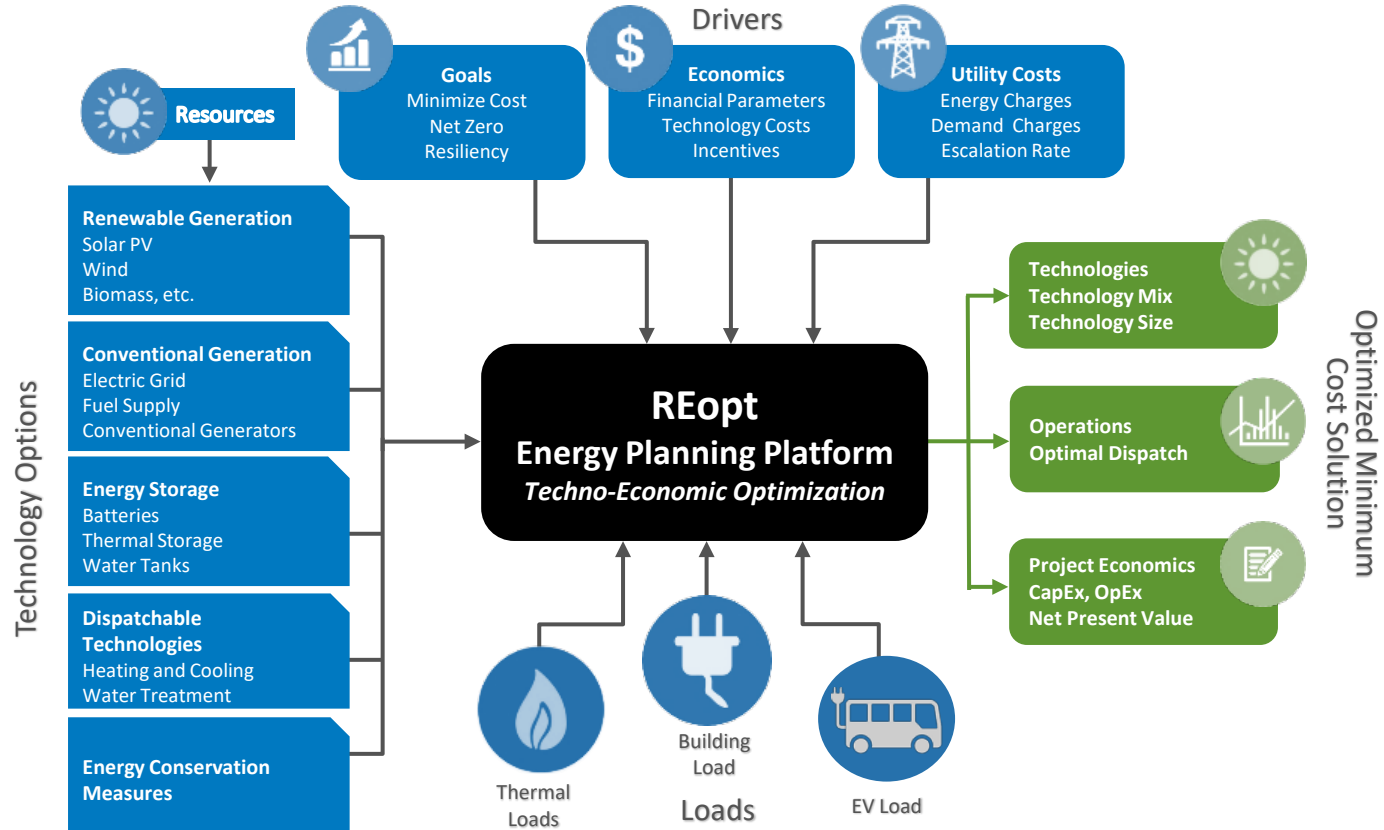 Drivers
Goals
Minimize Cost
Net Zero
Resiliency
$
Economics
Financial Parameters
Technology Costs
Incentives
Utility Costs
Energy Charges
Demand Charges
Escalation Rate
Resources
Technology Options
Renewable Generation
Solar PV
Wind
Biomass, etc.
Conventional Generation
Electric Grid
Fuel Supply
Conventional Generators
Energy Storage
Batteries
Thermal Storage
Water Tanks
Dispatchable
Technologies
Heating and Cooling
Water Treatment
Energy Conservation
Measures
REopt
Energy Planning Platform
Techno-Economic Optimization
Thermal
Loads
Building
Load
EV Load
Loads
Technologies
Technology Mix
Technology Size
Operations
Optimal Dispatch
Project Economics
CapEx, OpEx
Net Present Value
Optimized Minimum
Cost Solution